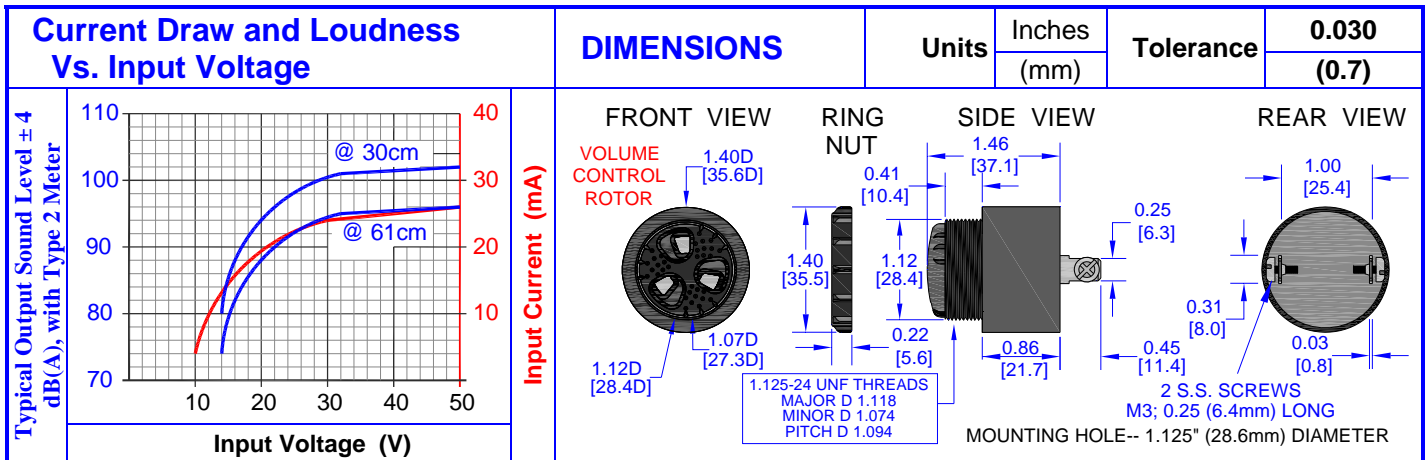 Current Draw and Loudness
Vs. Input Voltage
DIMENSIONS
Units
Inches
(mm)
Tolerance
0.030
(0.7)
Typical Output Sound Level ± 4
dB(A), with Type 2 Meter
110
100
90
80
70
@ 30cm
@ 61cm
40
30
20
10
10
20
30
40
50
Input Voltage (V)
Input Current (mA)
FRONT VIEW
VOLUME
CONTROL
ROTOR
1.40D
[35.6D]
1.12D
[28.4D]
1.07D
[27.3D]
RING
NUT
1.40
[35.5]
0.22
[5.6]
SIDE VIEW
1.46
[37.1]
0.41
[10.4]
1.12
[28.4]
0.25
[6.3]
0.86
[21.7]
0.45
[11.4]
1.125-24 UNF THREADS
MAJOR D 1.118
MINOR D 1.074
PITCH D 1.094
REAR VIEW
1.00
[25.4]
0.31
[8.0]
0.03
[0.8]
2 S.S. SCREWS
M3; 0.25 (6.4mm) LONG
MOUNTING HOLE-- 1.125" (28.6mm) DIAMETER